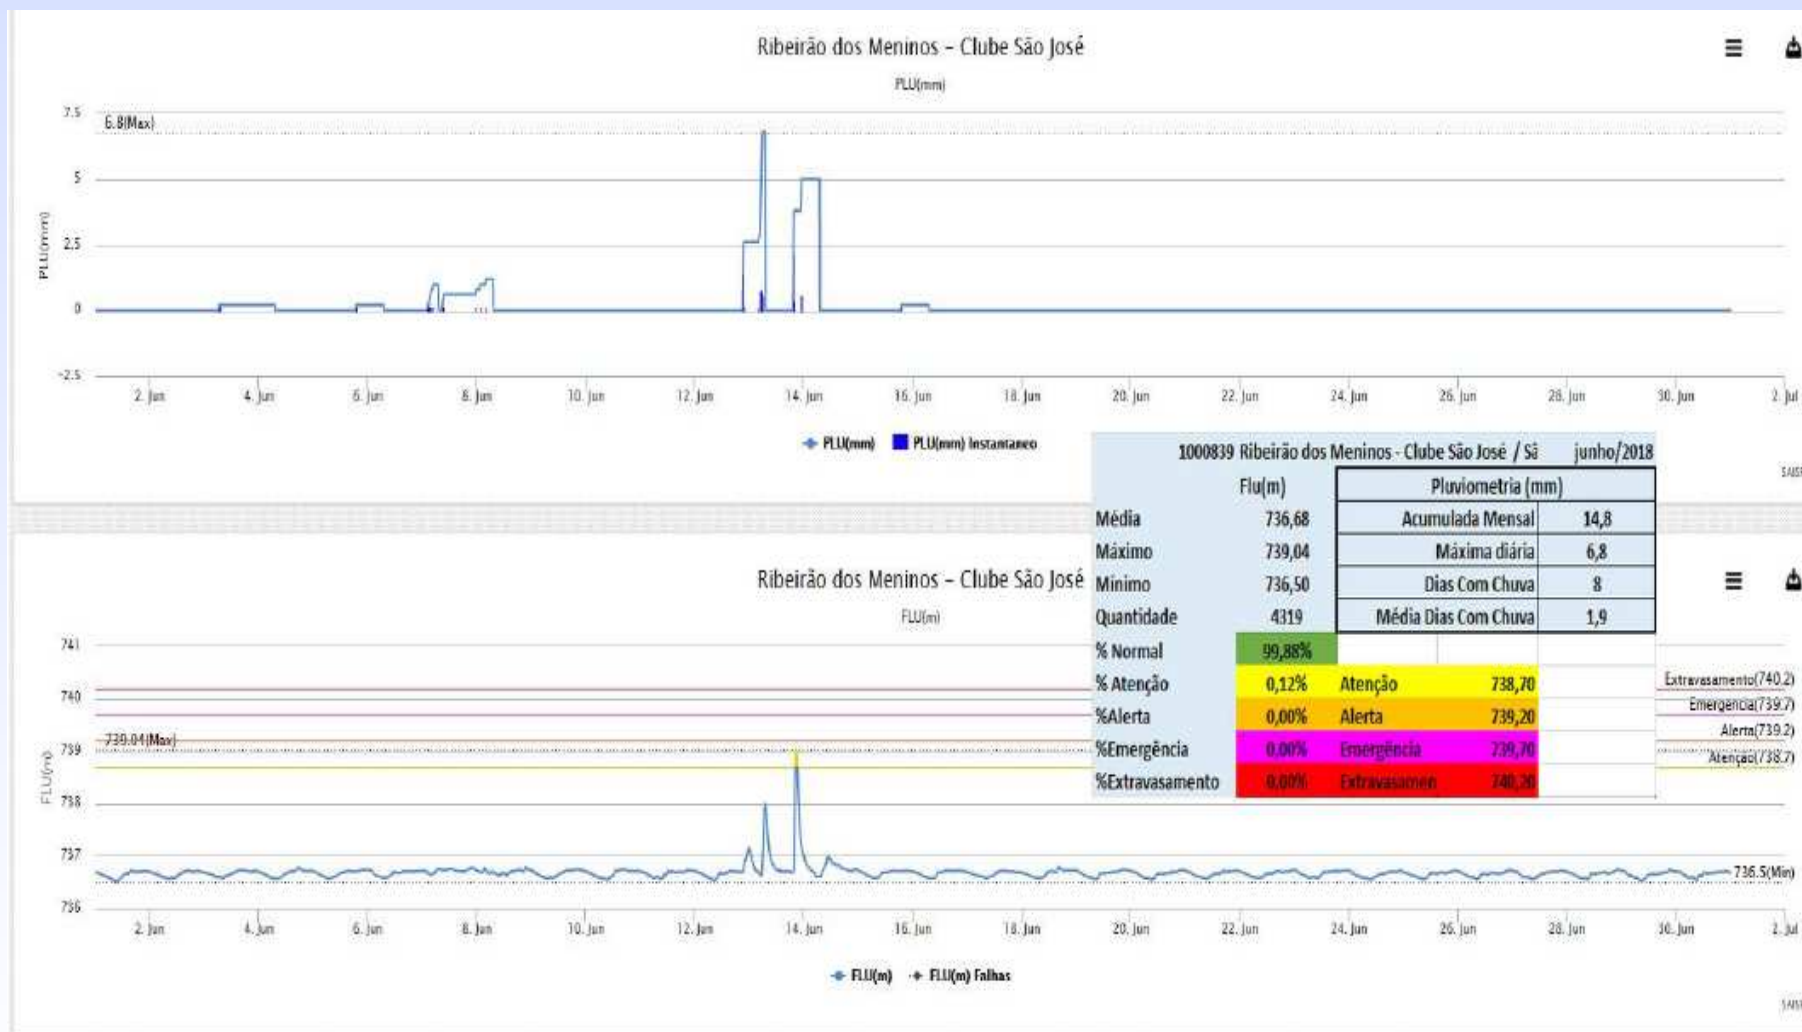 Ribeirão dos Meninos – Clube São José
PLU(mm)
7.5
6.8(Max)
5
2.5
0
-2.5
PLU(mm)
2. Jun 4. Jun 6. Jun 8. Jun 10. Jun 12. Jun 14. Jun 16. Jun 18. Jun 20. Jun 22. Jun 24. Jun 26. Jun 28. Jun 30. Jun 2. Jul
PLU(mm) PLU(mm) Instantaneo
1000839 Ribeirão dos Meninos - Clube São José / Sã junho/2018
Flu(m) Pluviometria (mm)
Média 736,68 Acumulada Mensal 14,8
Máximo 739,04 Máxima diária 6,8
Mínimo 736,50 Dias Com Chuva 8
Quantidade 4319 Média Dias Com Chuva 1,9
% Normal 99,88%
% Atenção 0,12% Atenção 738,70
%Alerta 0,00% Alerta 739,20
%Emergência 0,00% Emergência 739,70
%Extravasamento 0,00% Extravasamen 740,20
Ribeirão dos Meninos – Clube São José
FLU(m)
741
740
739
738
737
736
FLU(m)
739.04(Max)
Extravasamento(740.2)
Emergência(739.7)
Alerta(739.2)
Atenção(738.7)
736.5(Min)
2. Jun 4. Jun 6. Jun 8. Jun 10. Jun 12. Jun 14. Jun 16. Jun 18. Jun 20. Jun 22. Jun 24. Jun 26. Jun 28. Jun 30. Jun 2. Jul
FLU(m) FLU(m) Falhas